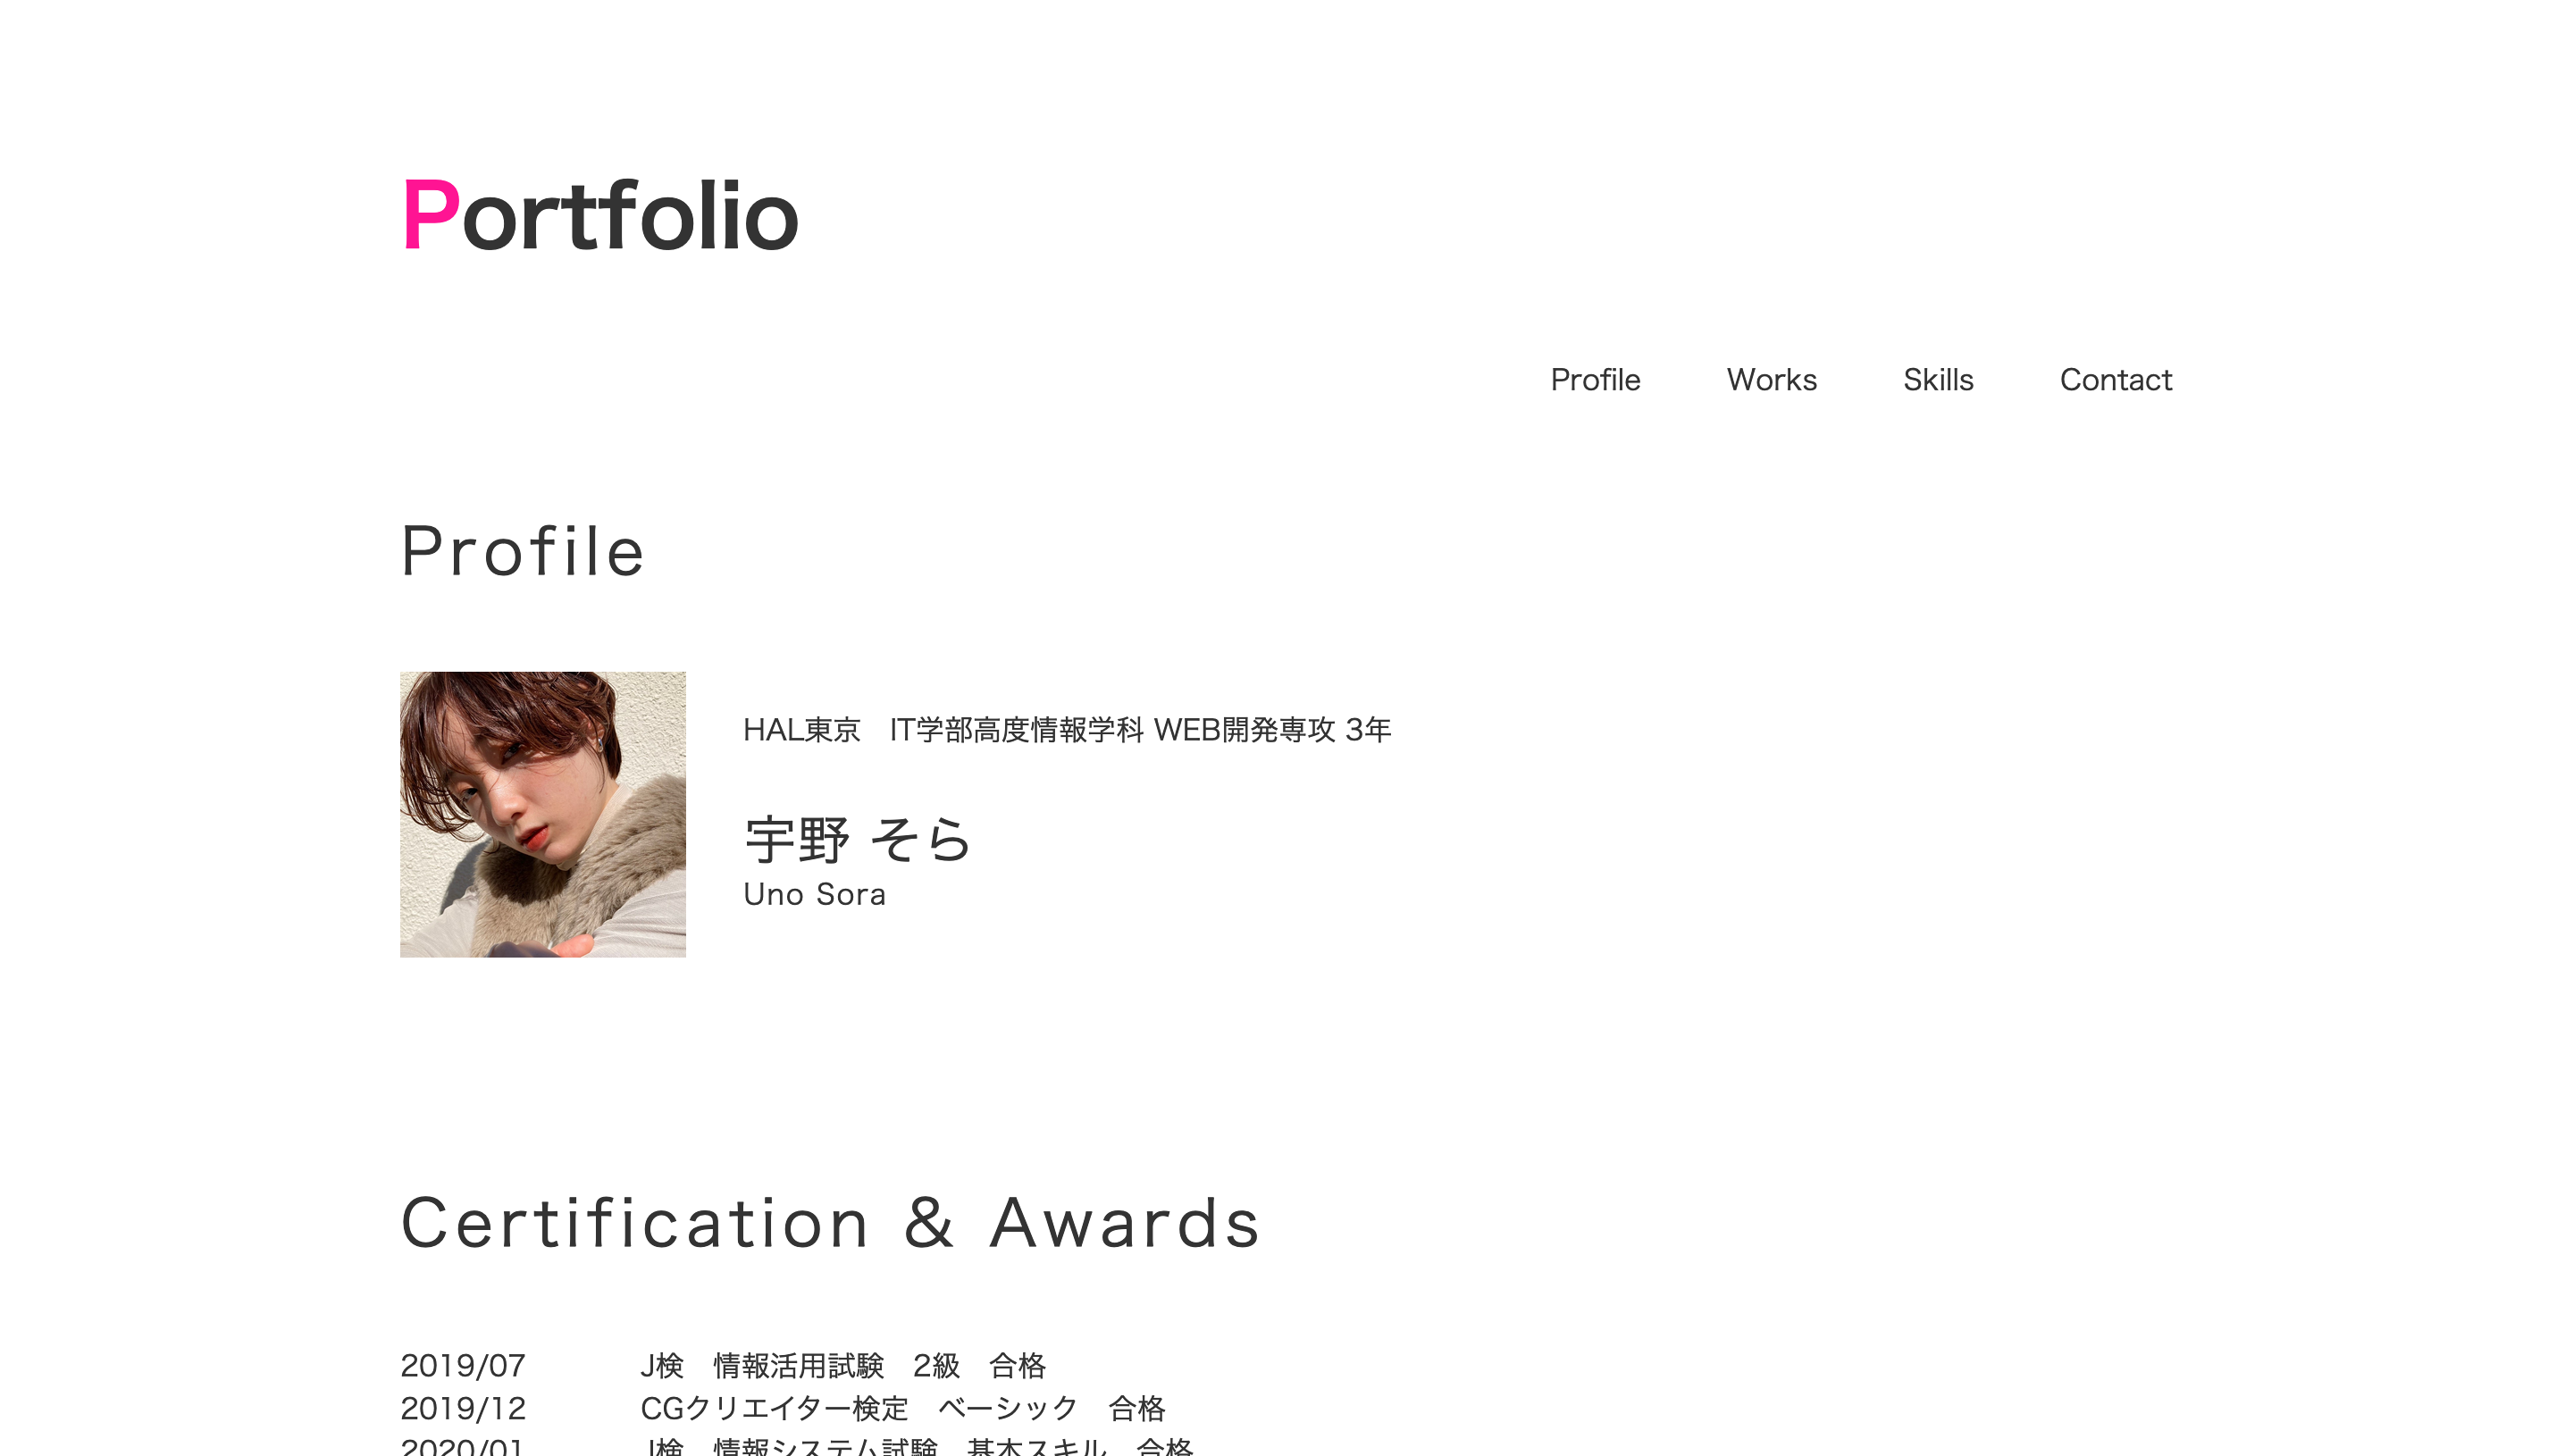 Portfolio
Profile Works Skills Contact
Profile
HAL東京　IT学部高度情報学科 WEB開発専攻 3年
宇野 そら
Uno Sora
Certification & Awards
2019/07 J検　情報活用試験　2級　合格
2019/12 CGクリエイター検定　ベーシック　合格
2020/01 J検　情報システム試験　基本スキル　合格